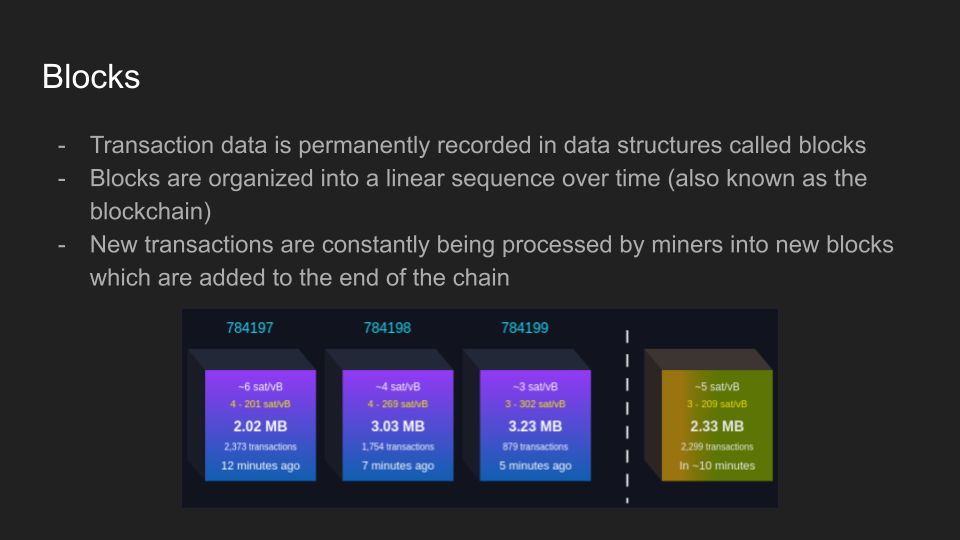 Blocks
- Transaction data is permanently recorded in data structures called blocks
- Blocks are organized into a linear sequence over time (also known as the
blockchain)
- New transactions are constantly being processed by miners into new blocks
which are added to the end of the chain
784197
~6 sat/vB
4 - 201 sat/vB
2.02 MB
2,373 transactions
12 minutes ago
784198
~4 sat/vB
4 - 269 sat/vB
3.03 MB
1,754 transactions
7 minutes ago
784199
~3 sat/vB
3 - 302 sat/vB
3.23 MB
879 transactions
5 minutes ago
~5 sat/vB
3 - 209 sat/vB
2.33 MB
2,299 transactions
In ~10 minutes